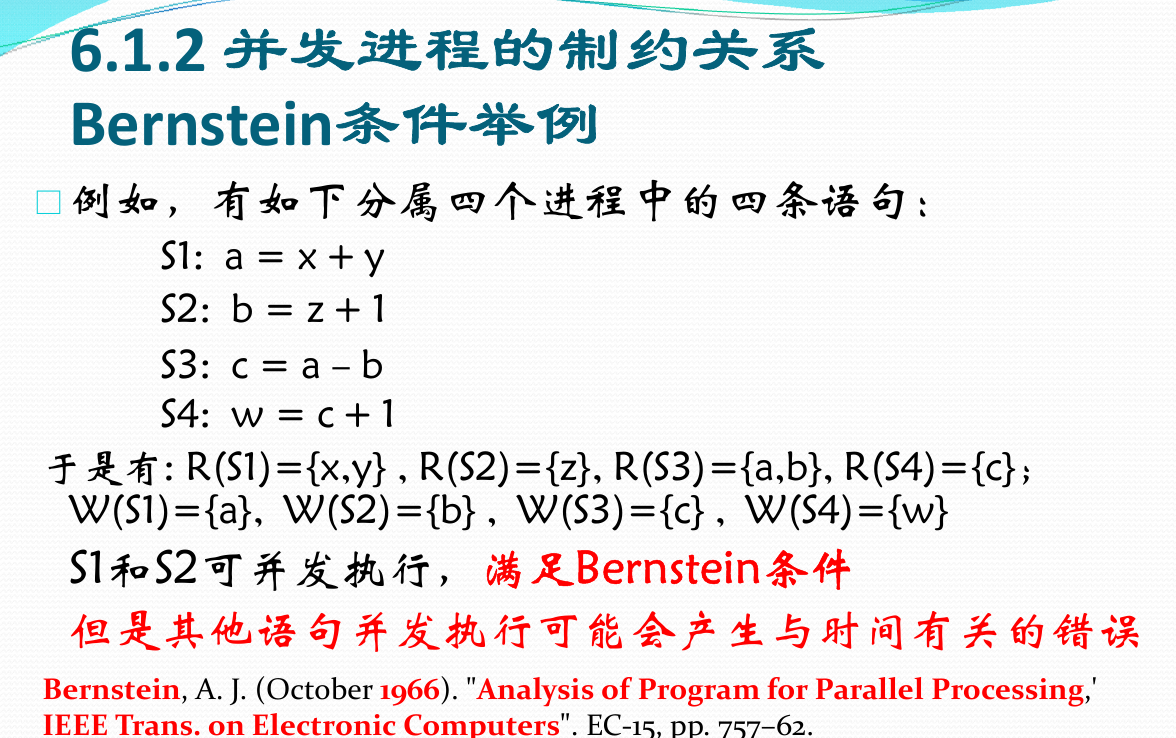 6.1.2 并发进程的制约关系
Bernstein条件举例
例如，有如下分属四个进程中的四条语句：
S1: a = x + y
S2: b = z + 1
S3: c = a – b
S4: w = c + 1
于是有: R(S1)={x,y} , R(S2)={z}, R(S3)={a,b}, R(S4)={c}；
W(S1)={a}, W(S2)={b} , W(S3)={c} , W(S4)={w}
S1和S2可并发执行，满足Bernstein条件
但是其他语句并发执行可能会产生与时间有关的错误
Bernstein, A. J. (October 1966). "Analysis of Program for Parallel Processing,'
IEEE Trans. on Electronic Computers". EC-15, pp. 757–62.